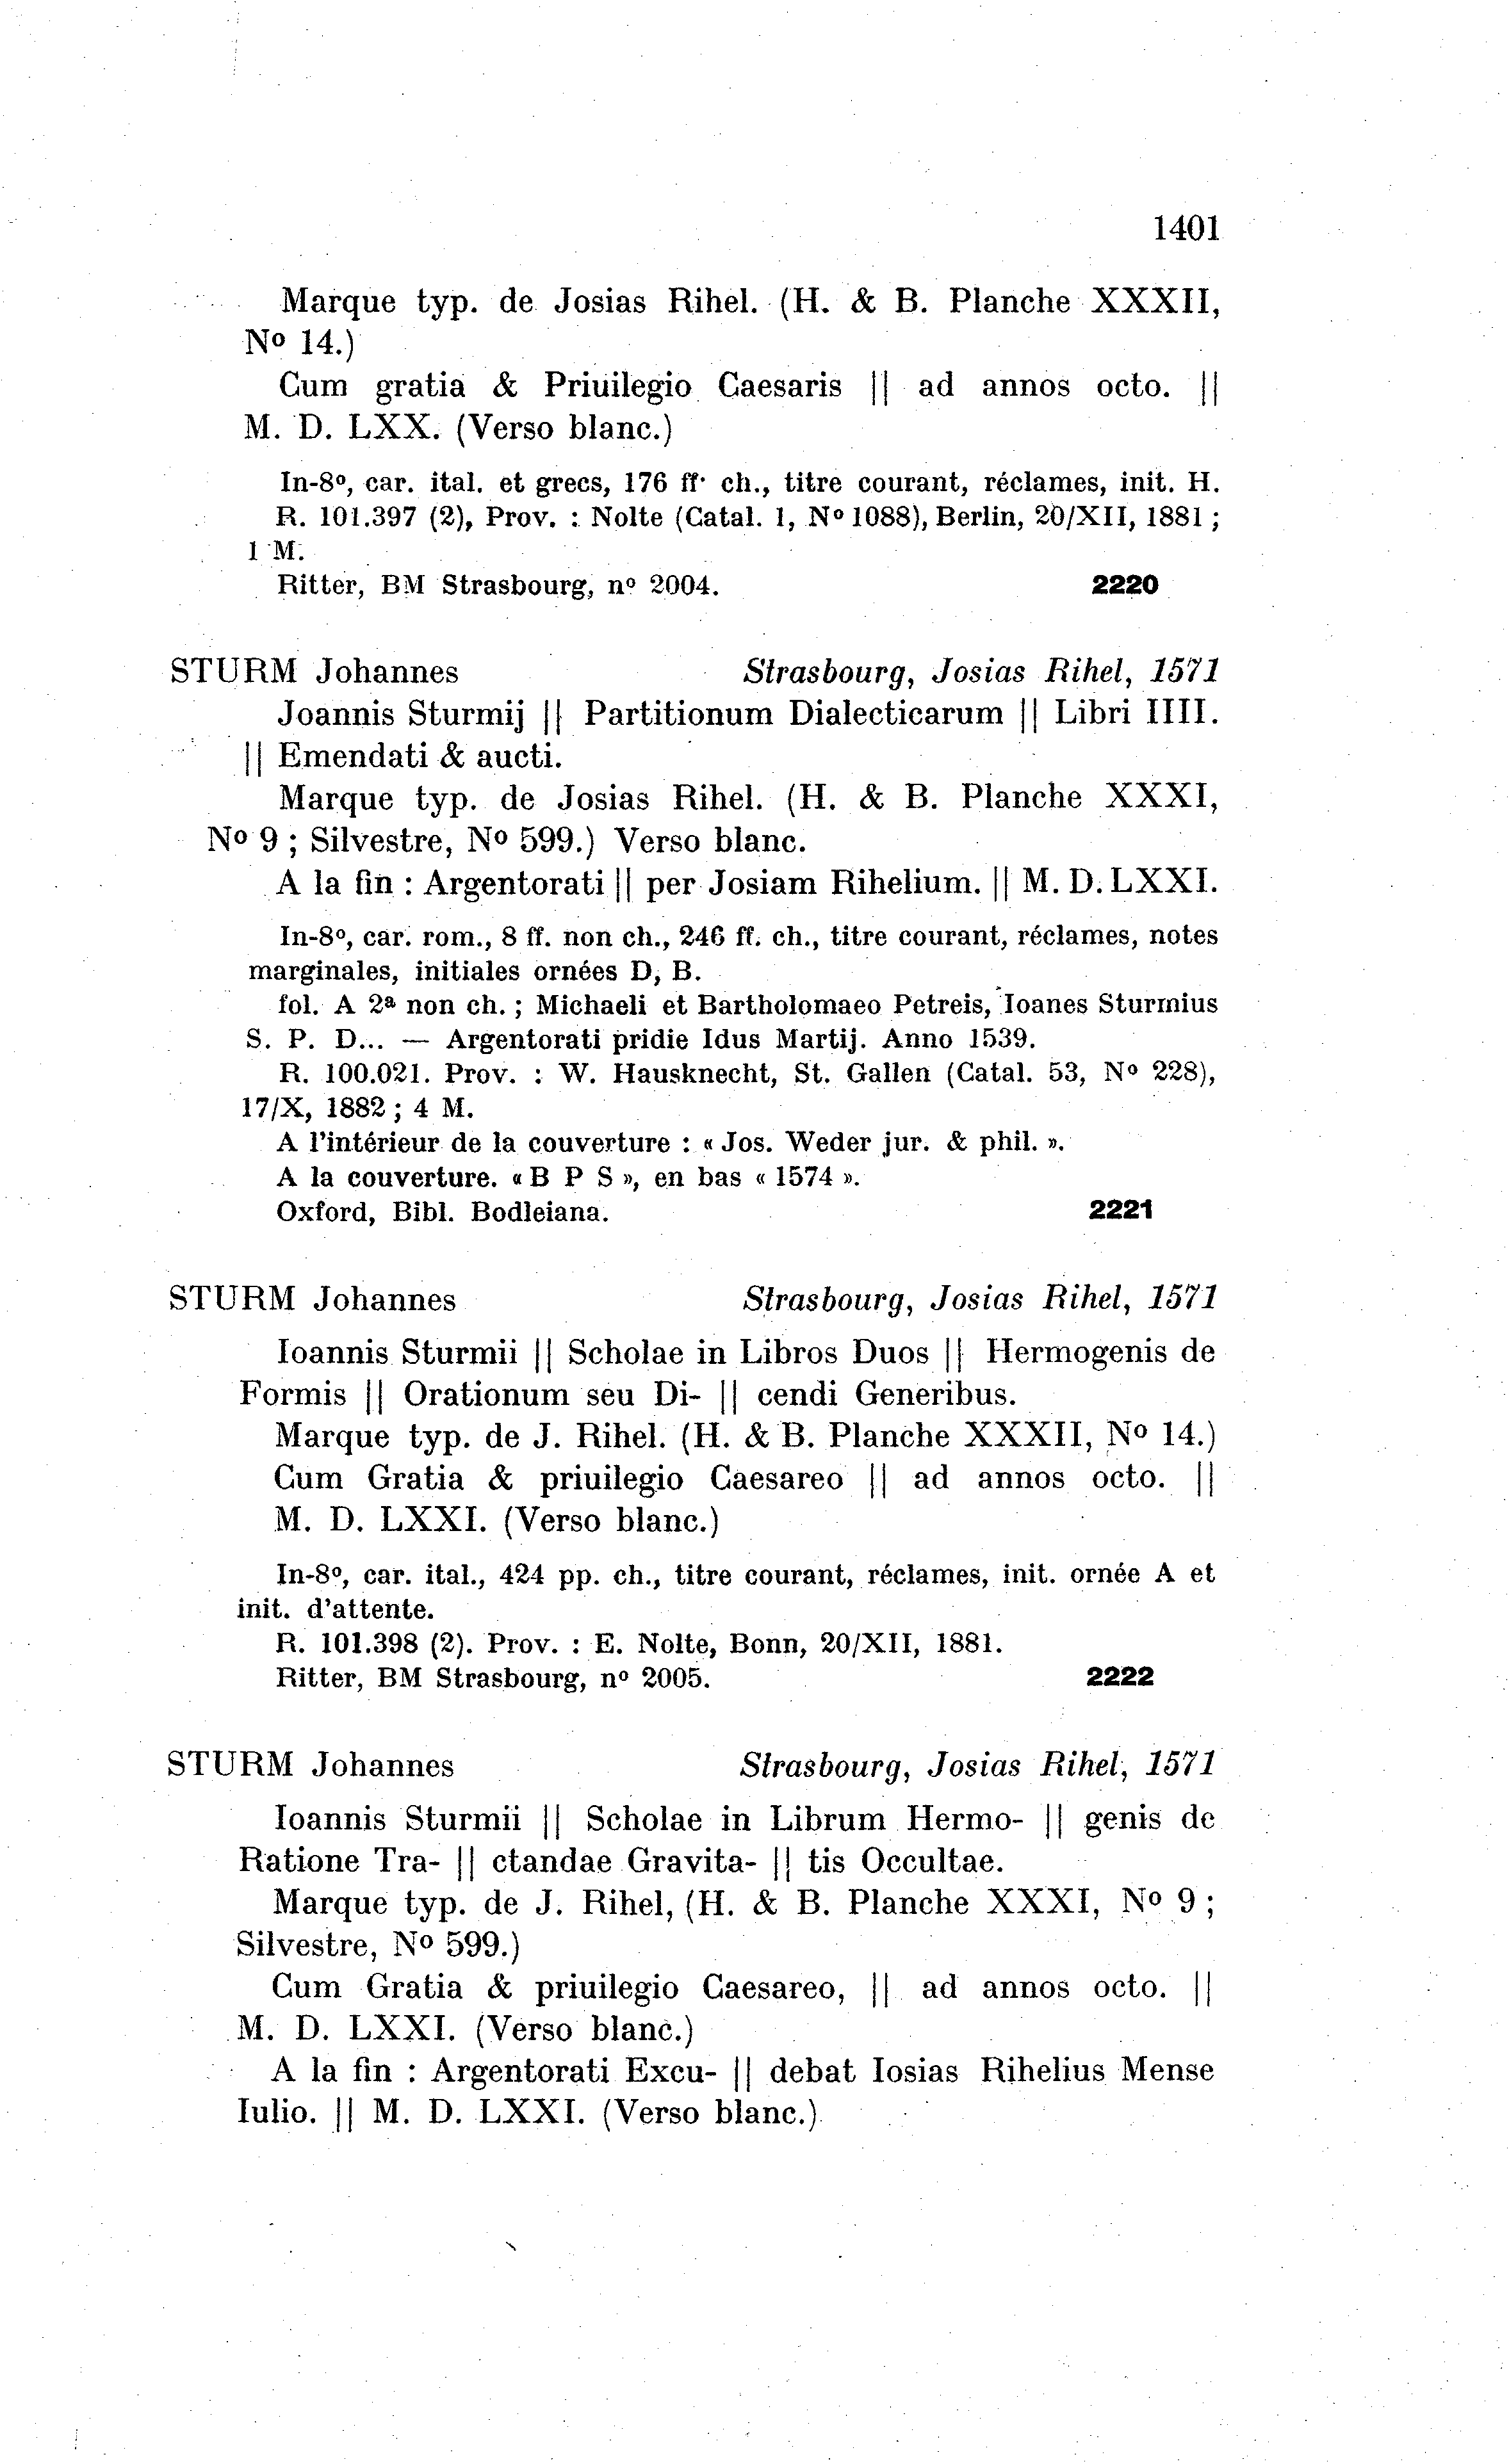 1401
Marque typ. de Josias Rihel. (H. & B. Planche XXXII,
Nº 14.)
Cum gratia & Priuilegio Caesaris || ad annos octo. ||
M. D. LXX. (Verso blanc.)
In-8º, car. ital. et grecs, 176 ff. ch., titre courant, réclames, init. H.
R. 101.397 (2), Prov. : Nolte (Catal. 1, Nº 1088), Berlin, 20/XII, 1881 ;
1 M.
Ritter, BM Strasbourg, nº 2004. 2220
STURM Johannes Strasbourg, Josias Rihel, 1571
Joannis Sturmij || Partitionum Dialecticarum || Libri IIII.
|| Emendati & aucti.
Marque typ. de Josias Rihel. (H. & B. Planche XXXI,
Nº 9 ; Silvestre, Nº 599.) Verso blanc.
A la fin : Argentorati || per Josiam Rihelium. || M. D. LXXI.
In-8º, car. rom., 8 ff. non ch., 246 ff. ch., titre courant, réclames, notes
marginales, initiales ornées D, B.
fol. A 2ª non ch. ; Michaeli et Bartholomaeo Petreis, Ioanes Sturmius
S. P. D... — Argentorati pridie Idus Martij. Anno 1539.
R. 100.021. Prov. : W. Hausknecht, St. Gallen (Catal. 53, Nº 228),
17/X, 1882 ; 4 M.
A l'intérieur de la couverture : « Jos. Weder jur. & phil. ».
A la couverture. « B P S », en bas « 1574 ».
Oxford, Bibl. Bodleiana. 2221
STURM Johannes Strasbourg, Josias Rihel, 1571
Ioannis Sturmii || Scholae in Libros Duos || Hermogenis de
Formis || Orationum seu Di- || cendi Generibus.
Marque typ. de J. Rihel. (H. & B. Planche XXXII, Nº 14.)
Cum Gratia & priuilegio Caesareo || ad annos octo. ||
M. D. LXXI. (Verso blanc.)
In-8º, car. ital., 424 pp. ch., titre courant, réclames, init. ornée A et
init. d'attente.
R. 101.398 (2). Prov. : E. Nolte, Bonn, 20/XII, 1881.
Ritter, BM Strasbourg, nº 2005. 2222
STURM Johannes Strasbourg, Josias Rihel, 1571
Ioannis Sturmii || Scholae in Librum Hermo- || genis de
Ratione Tra- || ctandae Gravita- || tis Occultae.
Marque typ. de J. Rihel, (H. & B. Planche XXXI, Nº 9 ;
Silvestre, Nº 599.)
Cum Gratia & priuilegio Caesareo, || ad annos octo. ||
M. D. LXXI. (Verso blanc.)
A la fin : Argentorati Excu- || debat Iosias Rihelius Mense
Iulio. || M. D. LXXI. (Verso blanc.)